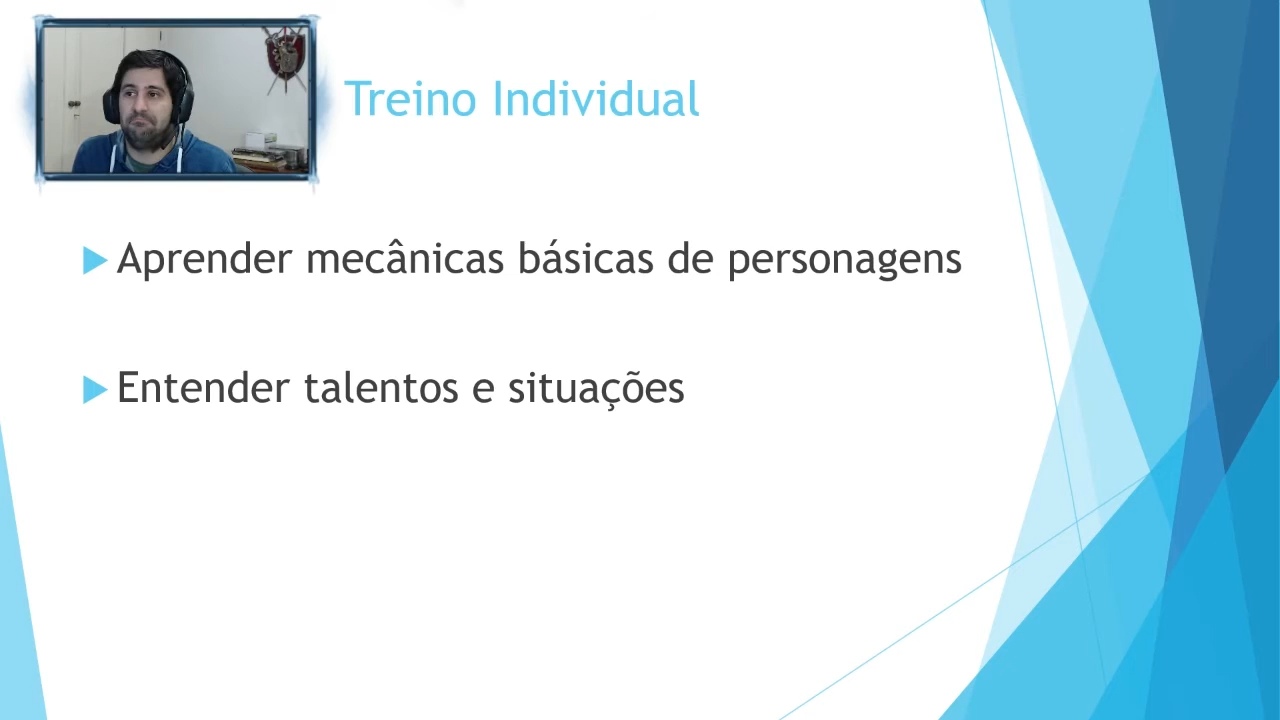 Treino Individual
Aprender mecânicas básicas de personagens
Entender talentos e situações